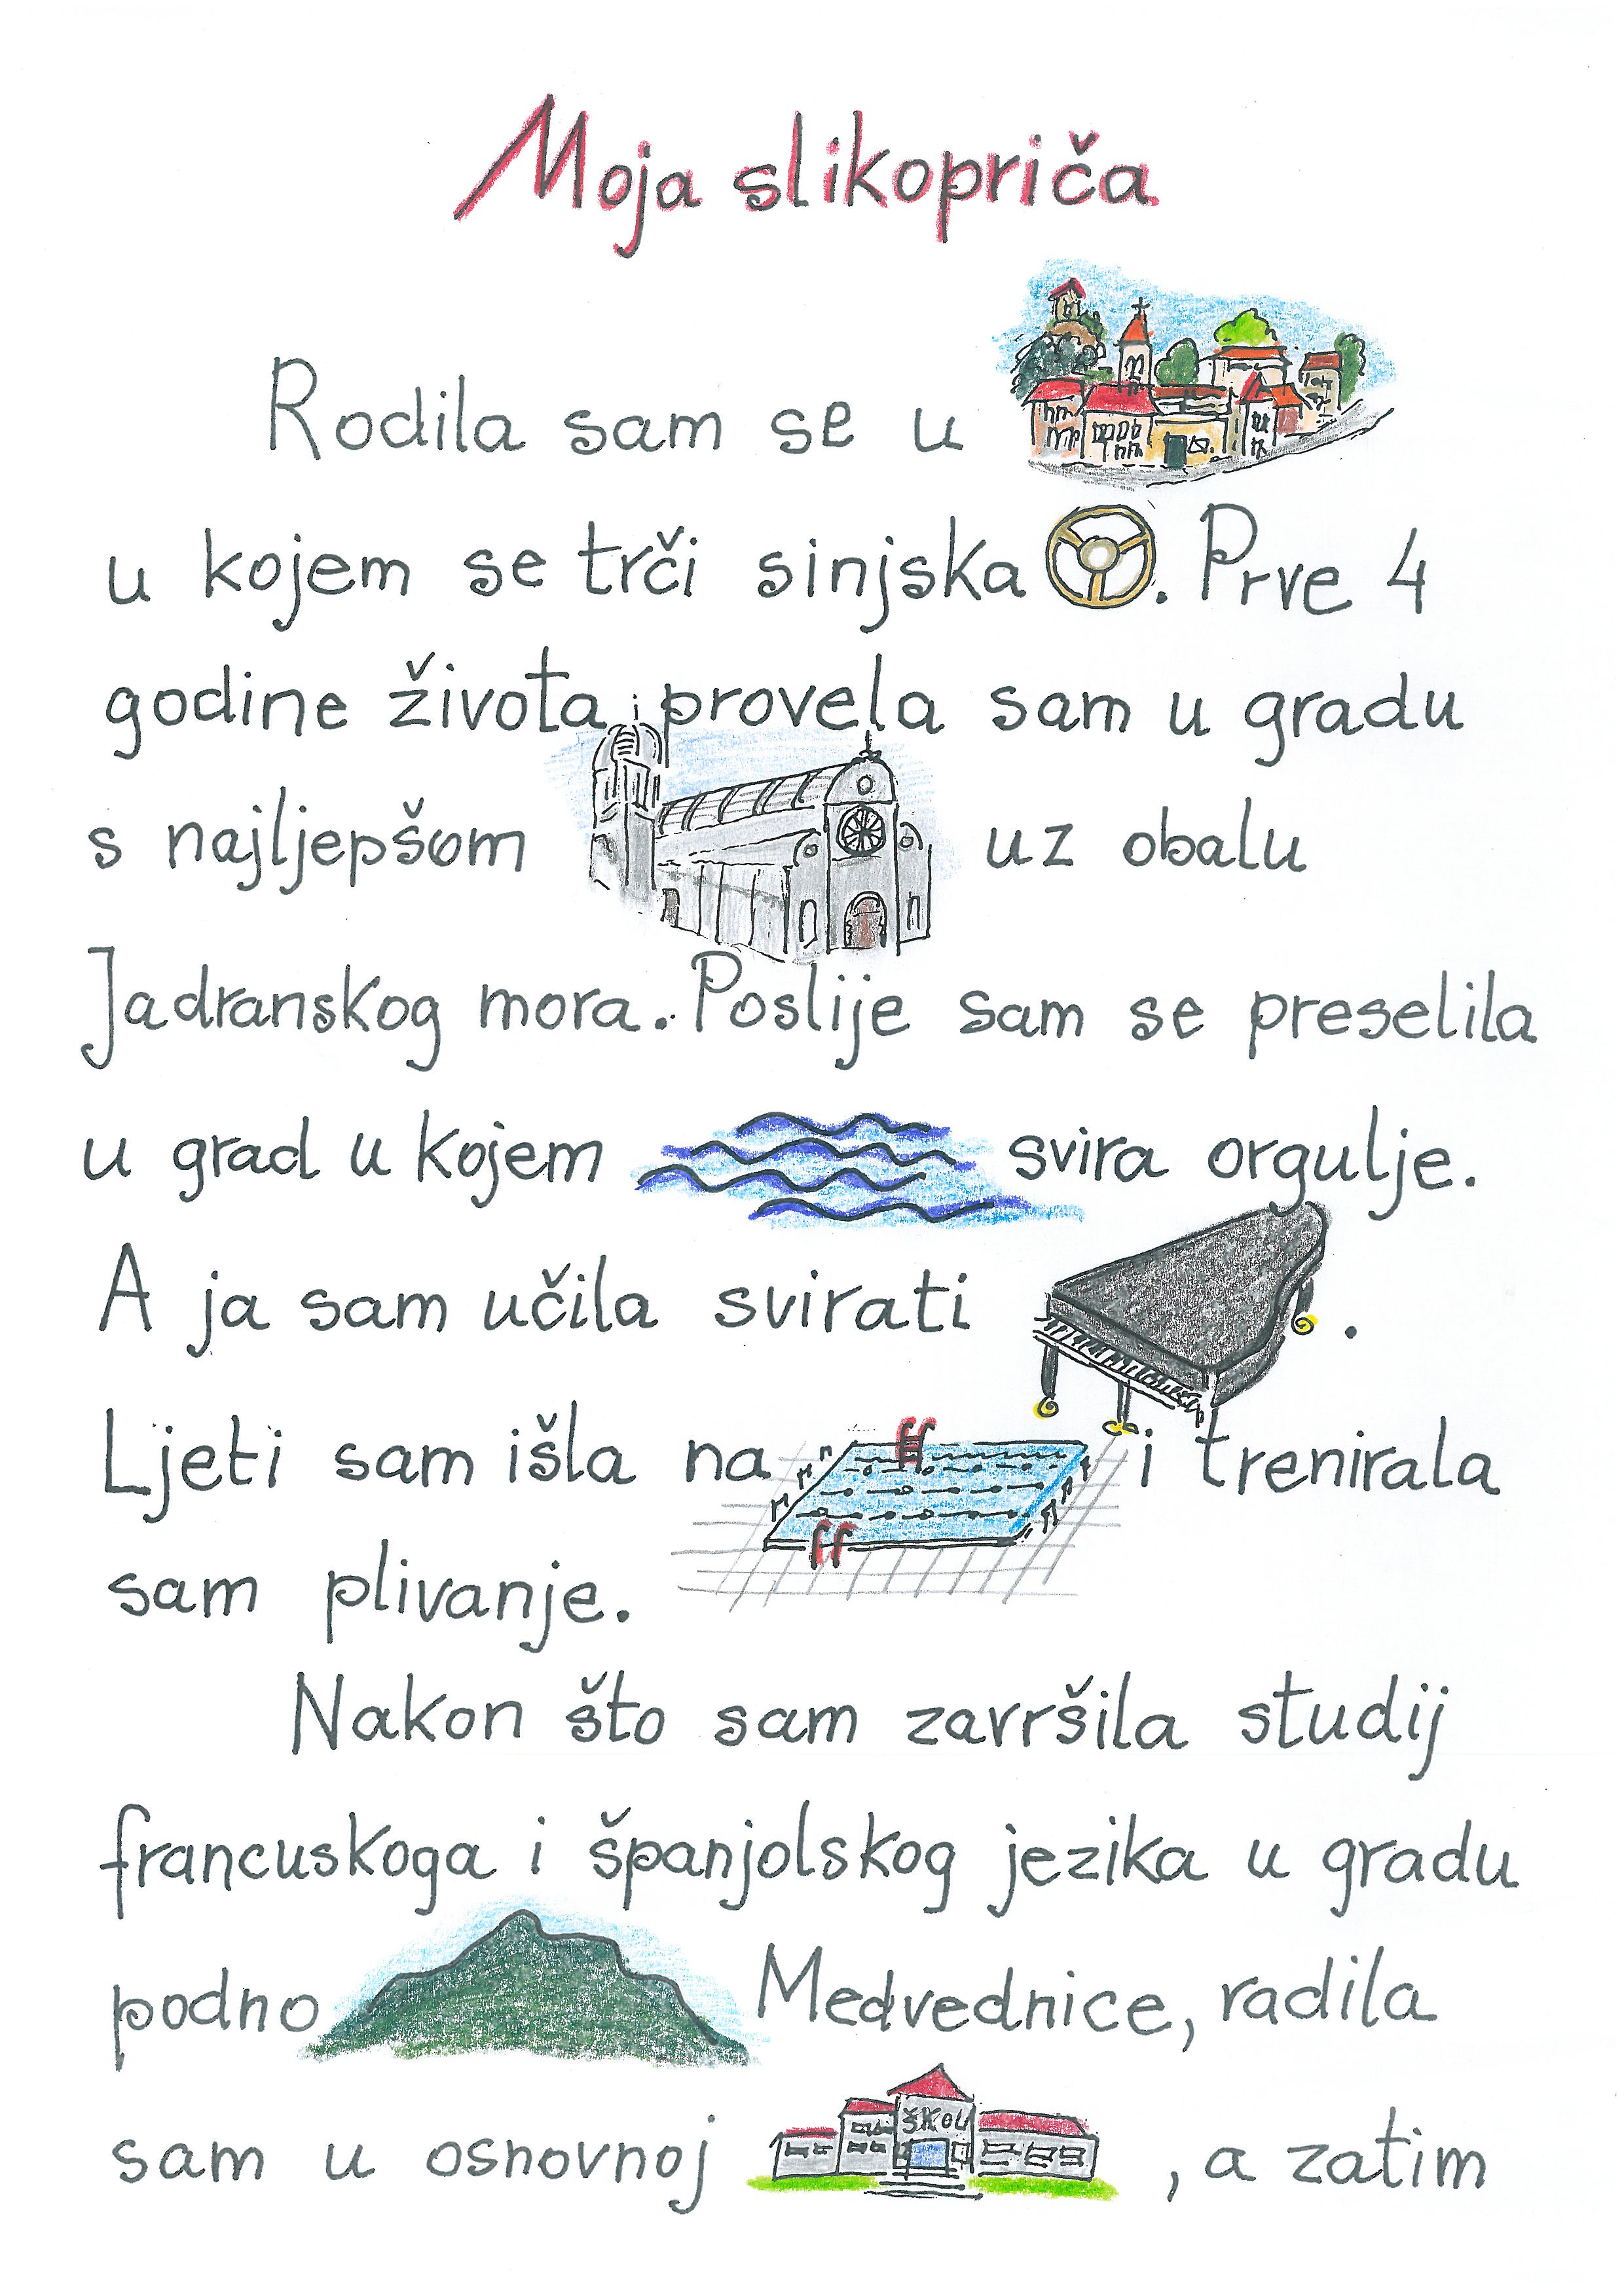 Moja slikopriča
Rodila sam se u
u kojem se trči sinjska . Prve 4
godine života provela sam u gradu
s najljepšom uz obalu
Jadranskog mora. Poslije sam se preselila
u grad u kojem svira orgulje.
A ja sam učila svirati .
Ljeti sam išla na i trenirala
sam plivanje.
Nakon što sam završila studij
francuskoga i španjolskog jezika u gradu
podno Medvednice, radila
ŠKOL
sam u osnovnoj , a zatim